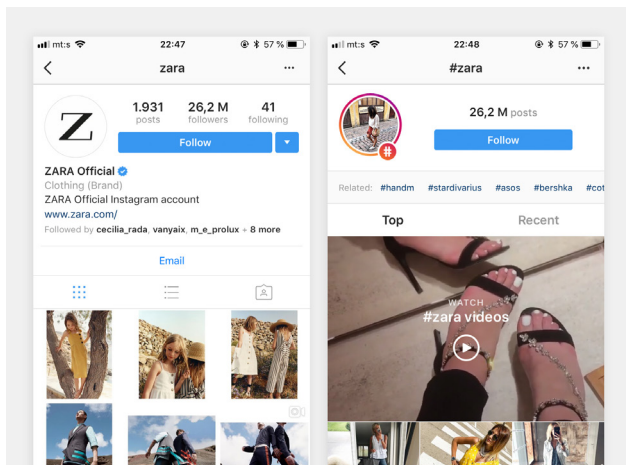 mt:s 22:47 57 %
zara
Z
1.931 26,2 M 41
posts followers following
Follow
ZARA Official
Clothing (Brand)
ZARA Official Instagram account
www.zara.com/
Followed by cecilia_rada, vanyaix, m_e_prolux + 8 more
Email
mt:s 22:48 57 %
#zara
#
26,2 M posts
Follow
Related: #handm #stardivarius #asos #bershka #cot
Top Recent
WATCH
#zara videos